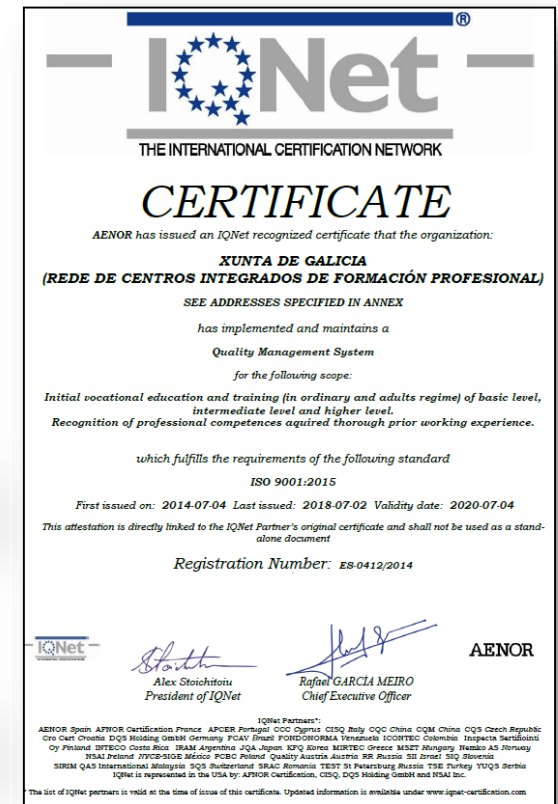 IQNet ®
THE INTERNATIONAL CERTIFICATION NETWORK
CERTIFICATE
AENOR has issued an IQNet recognized certificate that the organization:
XUNTA DE GALICIA
(REDE DE CENTROS INTEGRADOS DE FORMACIÓN PROFESIONAL)
SEE ADDRESSES SPECIFIED IN ANNEX
has implemented and maintains a
Quality Management System
for the following scope:
Initial vocational education and training (in ordinary and adults regime) of basic level,
intermediate level and higher level.
Recognition of professional competences aquired thorough prior working experience.
which fulfills the requirements of the following standard
ISO 9001:2015
First issued on: 2014-07-04 Last issued: 2018-07-02 Validity date: 2020-07-04
This attestation is directly linked to the IQNet Partner's original certificate and shall not be used as a stand-
alone document
Registration Number: ES-0412/2014
IQNet
AENOR
Alex Stoichitoiu
President of IQNet
Rafael GARCÍA MEIRO
Chief Executive Officer
IQNet Partners*:
AENOR Spain AFNOR Certification France APCER Portugal CCC Cyprus CISQ Italy CQC China CQM China CQS Czech Republic
Cro Cert Croatia DQS Holding GmbH Germany FCAV Brazil FONDONORMA Venezuela ICONTEC Colombia Inspecta Sertifiointi
Oy Finland INTECO Costa Rica IRAM Argentina JQA Japan KFQ Korea MIRTEC Greece MSZT Hungary Nemko AS Norway
NSAI Ireland NYCE-SIGE México PCBC Poland Quality Austria Austria RR Russia SII Israel SIQ Slovenia
SIRIM QAS International Malaysia SQS Switzerland SRAC Romania TEST St Petersburg Russia TSE Turkey YUQS Serbia
IQNet is represented in the USA by: AFNOR Certification, CISQ, DQS Holding GmbH and NSAI Inc.
* The list of IQNet partners is valid at the time of issue of this certificate. Updated information is available under www.iqnet-certification.com